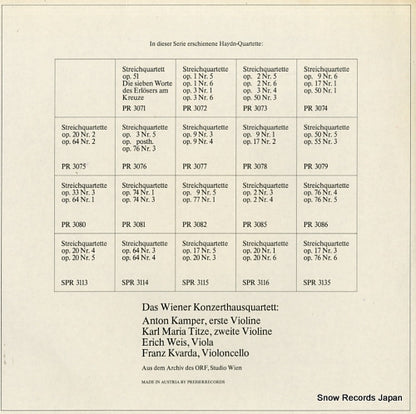 In dieser Serie erschienene Haydn-Quartette:
Streichquartett
op. 51
Die sieben Worte
des Erlösers am
Kreuze
PR 3071
Streichquartette
op. 1 Nr. 5
op. 1 Nr. 6
op. 3 Nr. 1
op. 3 Nr. 6
PR 3072
Streichquartette
op. 2 Nr. 5
op. 2 Nr. 6
op. 3 Nr. 4
op. 50 Nr. 3
PR 3073
Streichquartette
op. 9 Nr. 6
op. 17 Nr. 1
op. 50 Nr. 1
PR 3074
Streichquartette
op. 20 Nr. 2
op. 64 Nr. 2
PR 3075
Streichquartette
op. 3 Nr. 5
op. posth.
op. 76 Nr. 3
PR 3076
Streichquartette
op. 9 Nr. 3
op. 9 Nr. 4
PR 3077
Streichquartette
op. 9 Nr. 1
op. 17 Nr. 2
PR 3078
Streichquartette
op. 50 Nr. 5
op. 55 Nr. 3
PR 3079
Streichquartette
op. 33 Nr. 3
op. 64 Nr. 1
PR 3080
Streichquartette
op. 74 Nr. 1
op. 74 Nr. 3
PR 3081
Streichquartette
op. 9 Nr. 5
op. 77 Nr. 1
PR 3082
Streichquartette
op. 2 Nr. 3
op. 2 Nr. 4
PR 3085
Streichquartette
op. 76 Nr. 4
op. 76 Nr. 5
PR 3086
Streichquartette
op. 20 Nr. 4
op. 20 Nr. 5
SPR 3113
Streichquartette
op. 64 Nr. 3
op. 64 Nr. 4
SPR 3114
Streichquartette
op. 17 Nr. 5
op. 20 Nr. 3
SPR 3115
Streichquartette
op. 20 Nr. 1
op. 20 Nr. 6
SPR 3116
Streichquartette
op. 17 Nr. 3
op. 76 Nr. 6
SPR 3135
Das Wiener Konzerthausquartett:
Anton Kamper, erste Violine
Karl Maria Titze, zweite Violine
Erich Weis, Viola
Franz Kvarda, Violoncello
Aus dem Archiv des ORF, Studio Wien
MADE IN AUSTRIA BY PREISERRECORDS
Snow Records Japan